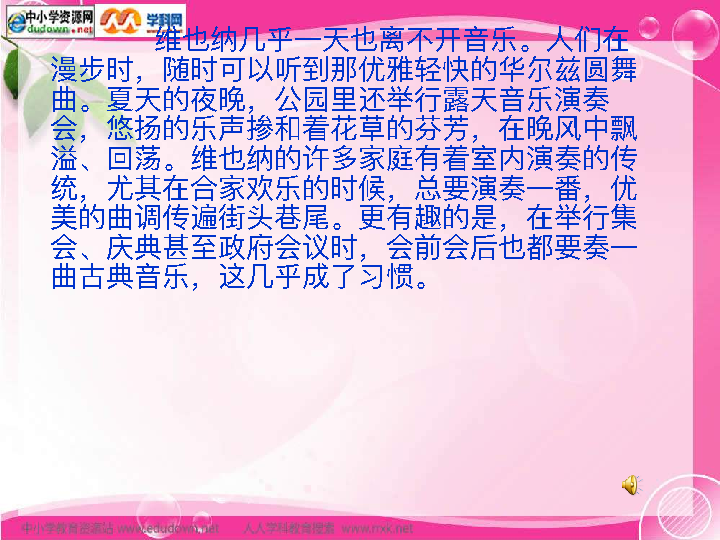 中小学资源网
edudown.net
学科网
维也纳几乎一天也离不开音乐。人们在
漫步时，随时可以听到那优雅轻快的华尔兹圆舞
曲。夏天的夜晚，公园里还举行露天音乐演奏
会，悠扬的乐声掺和着花草的芬芳，在晚风中飘
溢、回荡。维也纳的许多家庭有着室内演奏的传
统，尤其在合家欢乐的时候，总要演奏一番，优
美的曲调传遍街头巷尾。更有趣的是，在举行集
会、庆典甚至政府会议时，会前会后也都要奏一
曲古典音乐，这几乎成了习惯。
中小学教育资源站 www.edudown.net 人人学科教育搜索 www.rrxk.net